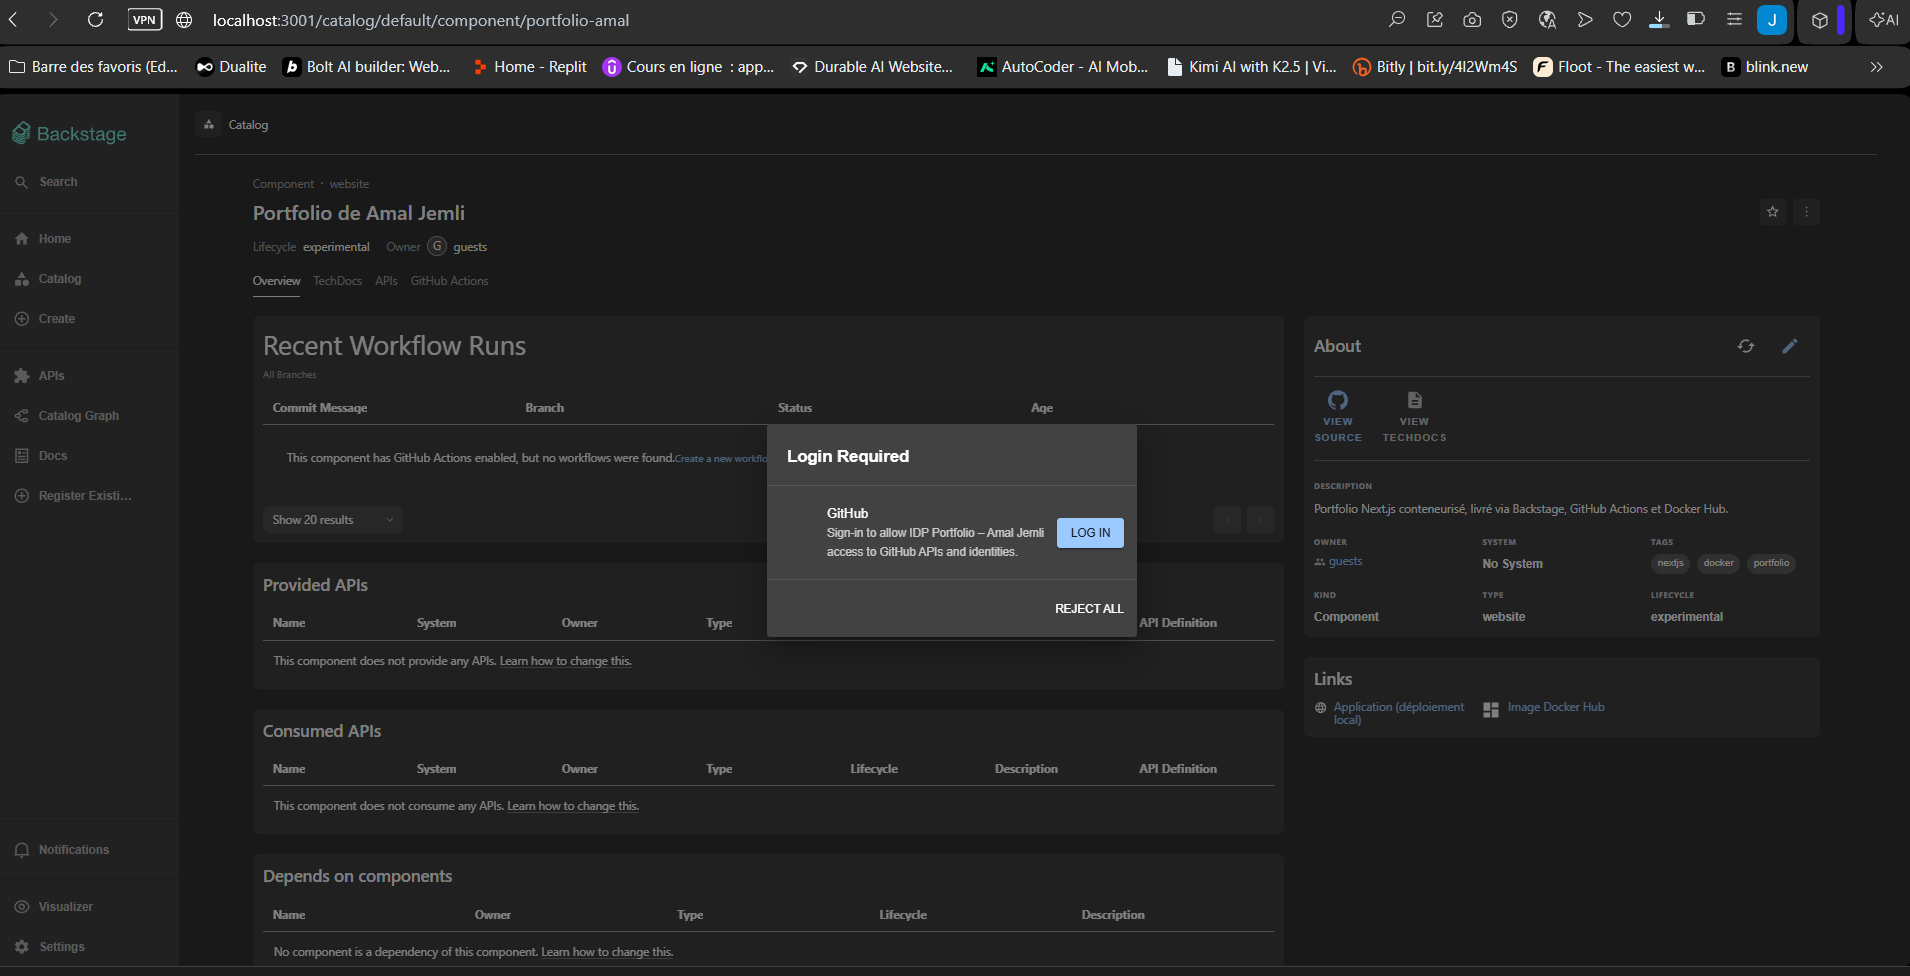 VPN
localhost:3001/catalog/default/component/portfolio-amal
J
AI
Barre des favoris (Ed...
Dualite
Bolt AI builder: Web...
Home - Replit
Cours en ligne : app...
Durable AI Website...
AutoCoder - AI Mob...
Kimi AI with K2.5 | Vi...
Bitly | bit.ly/4l2Wm4S
Floot - The easiest w...
blink.new
Backstage
Search
Home
Catalog
Create
APIs
Catalog Graph
Docs
Register Existi...
Notifications
Visualizer
Settings
Catalog
Component • website
Portfolio de Amal Jemli
Lifecycle experimental Owner G guests
Overview TechDocs APIs GitHub Actions
Recent Workflow Runs
All Branches
Commit Message Branch Status Age
This component has GitHub Actions enabled, but no workflows were found. Create a new workflo
Show 20 results
Login Required
GitHub
Sign-in to allow IDP Portfolio – Amal Jemli
access to GitHub APIs and identities.
LOG IN
REJECT ALL
Provided APIs
Name System Owner Type API Definition
This component does not provide any APIs. Learn how to change this.
Consumed APIs
Name System Owner Type Lifecycle Description API Definition
This component does not consume any APIs. Learn how to change this.
Depends on components
Name Owner Type Lifecycle Description
No component is a dependency of this component. Learn how to change this.
About
VIEW
SOURCE
VIEW
TECHDOCS
DESCRIPTION
Portfolio Next.js conteneurisé, livré via Backstage, GitHub Actions et Docker Hub.
OWNER SYSTEM TAGS
guests No System nextjs docker portfolio
KIND TYPE LIFECYCLE
Component website experimental
Links
Application (déploiement
local)
Image Docker Hub